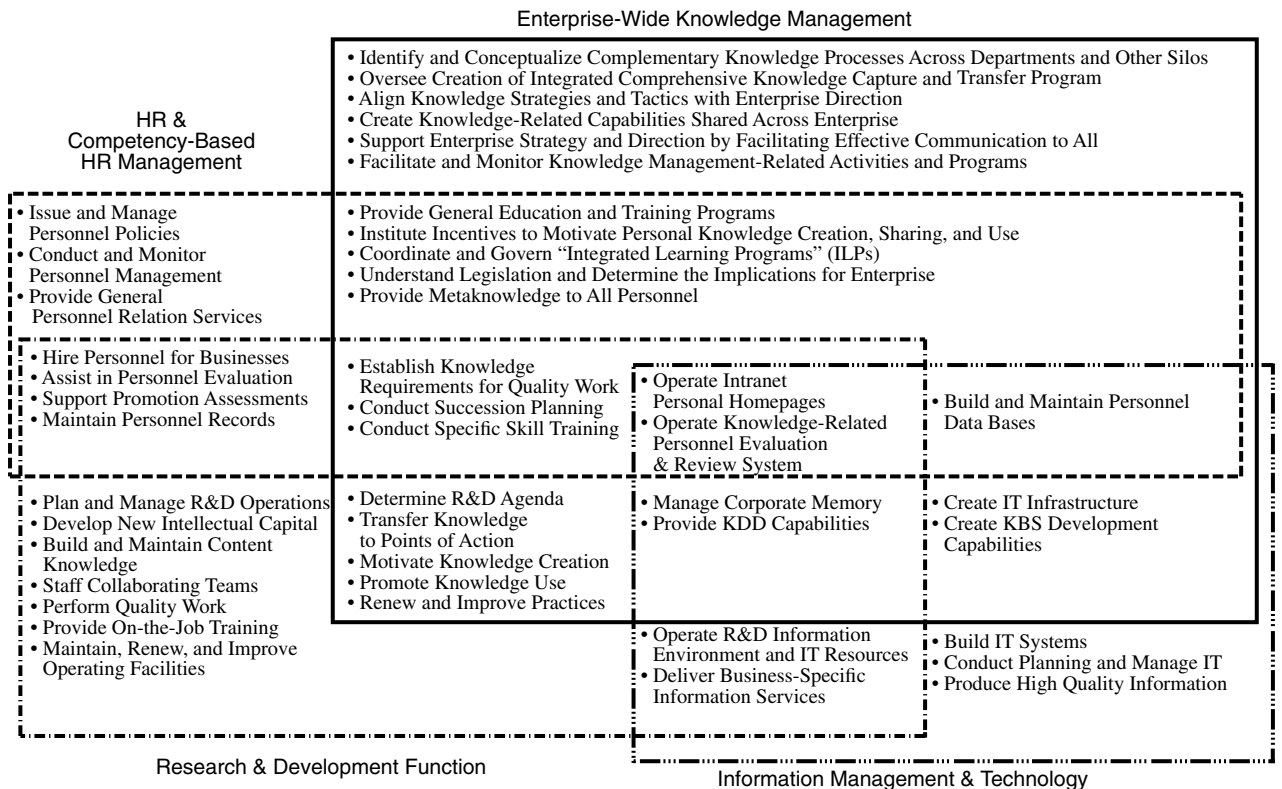 Enterprise-Wide Knowledge Management
• Identify and Conceptualize Complementary Knowledge Processes Across Departments and Other Silos
• Oversee Creation of Integrated Comprehensive Knowledge Capture and Transfer Program
• Align Knowledge Strategies and Tactics with Enterprise Direction
• Create Knowledge-Related Capabilities Shared Across Enterprise
• Support Enterprise Strategy and Direction by Facilitating Effective Communication to All
• Facilitate and Monitor Knowledge Management-Related Activities and Programs
HR &
Competency-Based
HR Management
• Issue and Manage
Personnel Policies
• Conduct and Monitor
Personnel Management
• Provide General
Personnel Relation Services
• Provide General Education and Training Programs
• Institute Incentives to Motivate Personal Knowledge Creation, Sharing, and Use
• Coordinate and Govern “Integrated Learning Programs” (ILPs)
• Understand Legislation and Determine the Implications for Enterprise
• Provide Metaknowledge to All Personnel
• Hire Personnel for Businesses
• Assist in Personnel Evaluation
• Support Promotion Assessments
• Maintain Personnel Records
• Establish Knowledge
Requirements for Quality Work
• Conduct Succession Planning
• Conduct Specific Skill Training
• Operate Intranet
Personal Homepages
• Operate Knowledge-Related
Personnel Evaluation
& Review System
• Build and Maintain Personnel
Data Bases
• Plan and Manage R&D Operations
• Develop New Intellectual Capital
• Build and Maintain Content
Knowledge
• Staff Collaborating Teams
• Perform Quality Work
• Provide On-the-Job Training
• Maintain, Renew, and Improve
Operating Facilities
• Determine R&D Agenda
• Transfer Knowledge
to Points of Action
• Motivate Knowledge Creation
• Promote Knowledge Use
• Renew and Improve Practices
• Manage Corporate Memory
• Provide KDD Capabilities
• Create IT Infrastructure
• Create KBS Development
Capabilities
• Operate R&D Information
Environment and IT Resources
• Deliver Business-Specific
Information Services
• Build IT Systems
• Conduct Planning and Manage IT
• Produce High Quality Information
Research & Development Function
Information Management & Technology